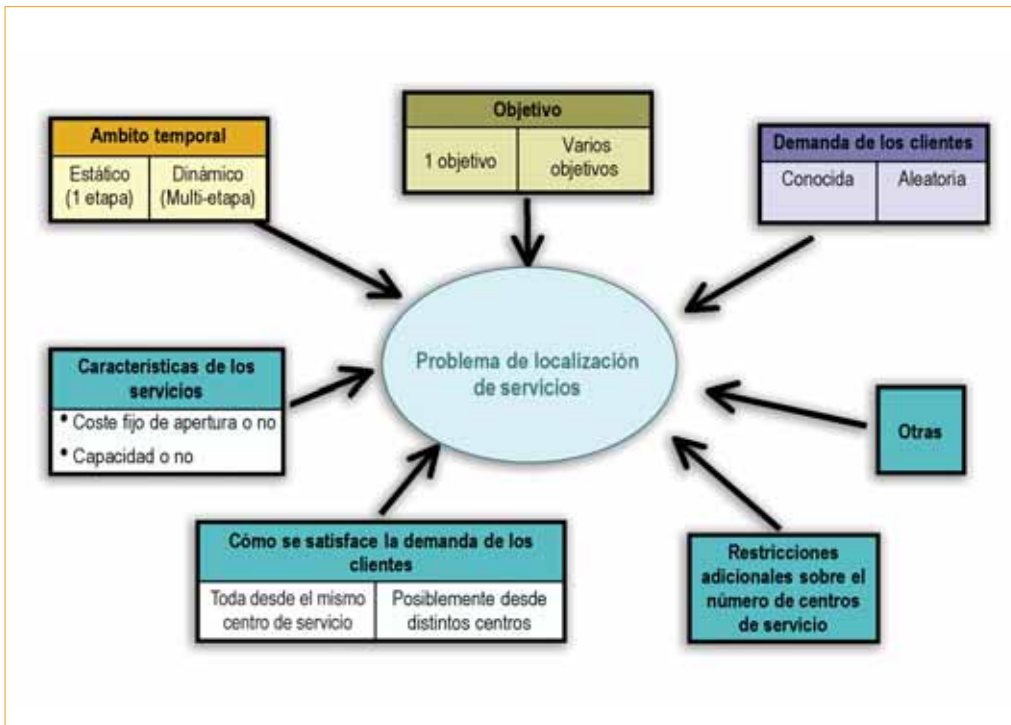 Objetivo
1 objetivo
Varios
objetivos
Ambito temporal
Estático
(1 etapa)
Dinámico
(Multi-etapa)
Demanda de los clientes
Conocida
Aleatoria
Problema de localización
de servicios
Características de los
servicios
• Coste fijo de apertura o no
• Capacidad o no
Otras
Cómo se satisface la demanda de los
clientes
Toda desde el mismo
centro de servicio
Posiblemente desde
distintos centros
Restricciones
adicionales sobre el
número de centros
de servicio